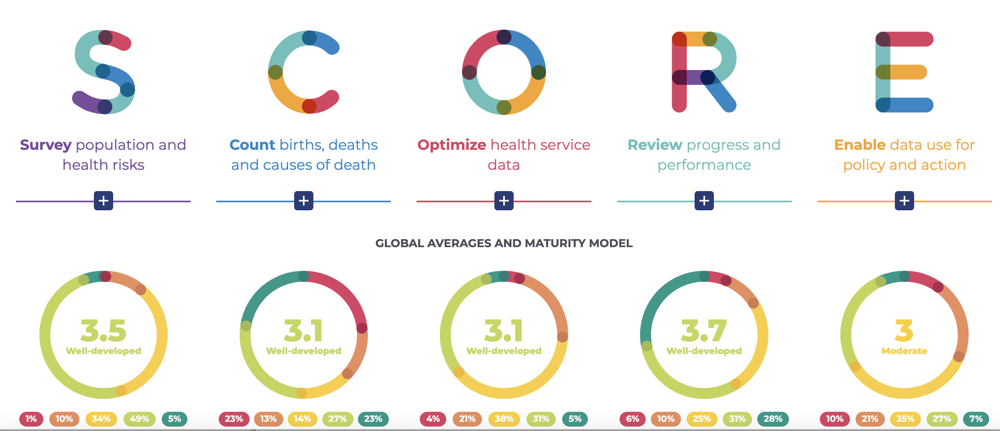 S C O R E
Survey population and
health risks
Count births, deaths
and causes of death
Optimize health service
data
Review progress and
performance
Enable data use for
policy and action
GLOBAL AVERAGES AND MATURITY MODEL
3.5
Well-developed
3.1
Well-developed
3.1
Well-developed
3.7
Well-developed
3
Moderate
1% 10% 34% 49% 5%
23% 13% 14% 27% 23%
4% 21% 38% 31% 5%
6% 10% 25% 31% 28%
10% 21% 35% 27% 7%